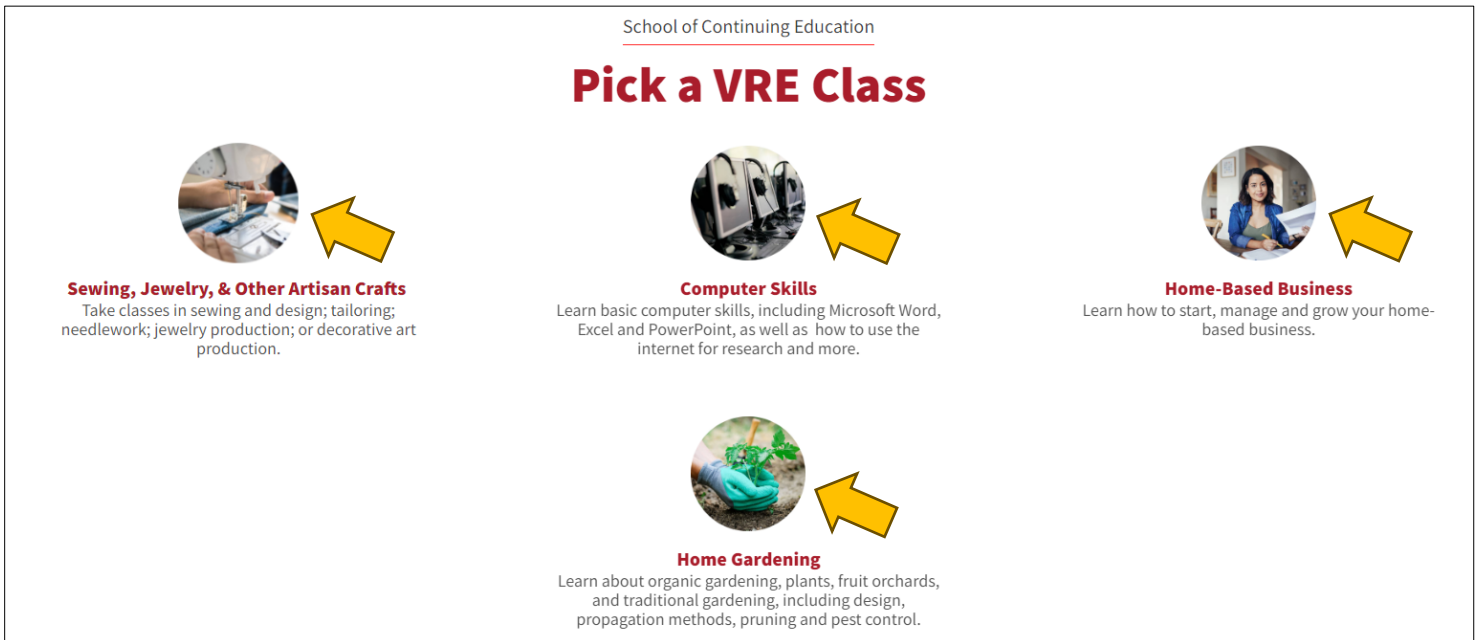 School of Continuing Education
Pick a VRE Class
Sewing, Jewelry, & Other Artisan Crafts
Take classes in sewing and design; tailoring;
needlework; jewelry production; or decorative art
production.
Computer Skills
Learn basic computer skills, including Microsoft Word,
Excel and PowerPoint, as well as  how to use the
internet for research and more.
Home-Based Business
Learn how to start, manage and grow your home-
based business.
Home Gardening
Learn about organic gardening, plants, fruit orchards,
and traditional gardening, including design,
propagation methods, pruning and pest control.